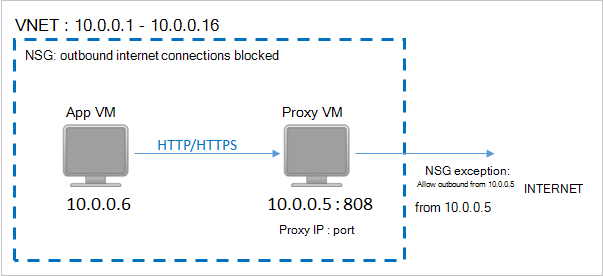 VNET : 10.0.0.1 - 10.0.0.16
NSG: outbound internet connections blocked
App VM
Proxy VM
HTTP/HTTPS
10.0.0.6
10.0.0.5 : 808
Proxy IP : port
NSG exception:
Allow outbound from 10.0.0.5
from 10.0.0.5
INTERNET